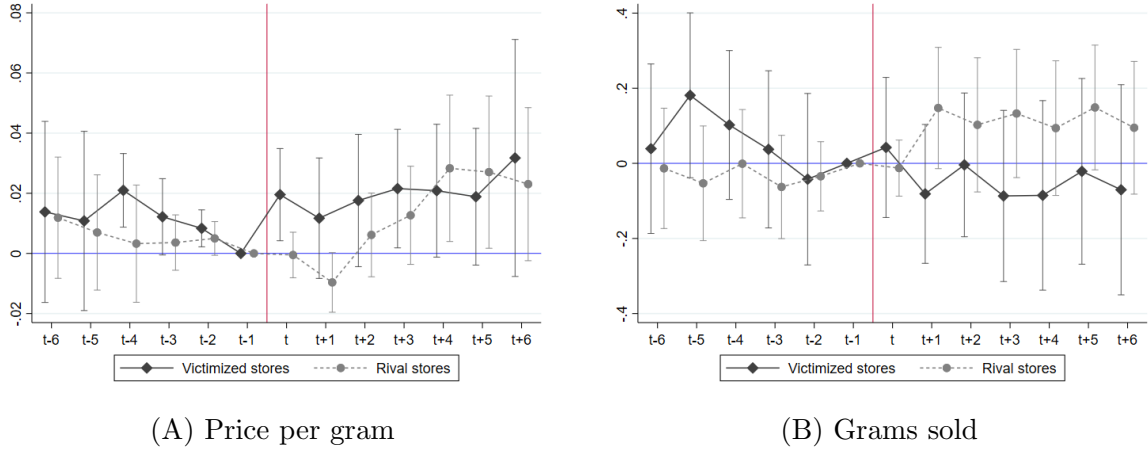 .08
.06
.04
.02
0
-.02
t-6 t-5 t-4 t-3 t-2 t-1 t t+1 t+2 t+3 t+4 t+5 t+6
Victimized stores Rival stores
(A) Price per gram
.4
.2
0
-.2
-.4
t-6 t-5 t-4 t-3 t-2 t-1 t t+1 t+2 t+3 t+4 t+5 t+6
Victimized stores Rival stores
(B) Grams sold